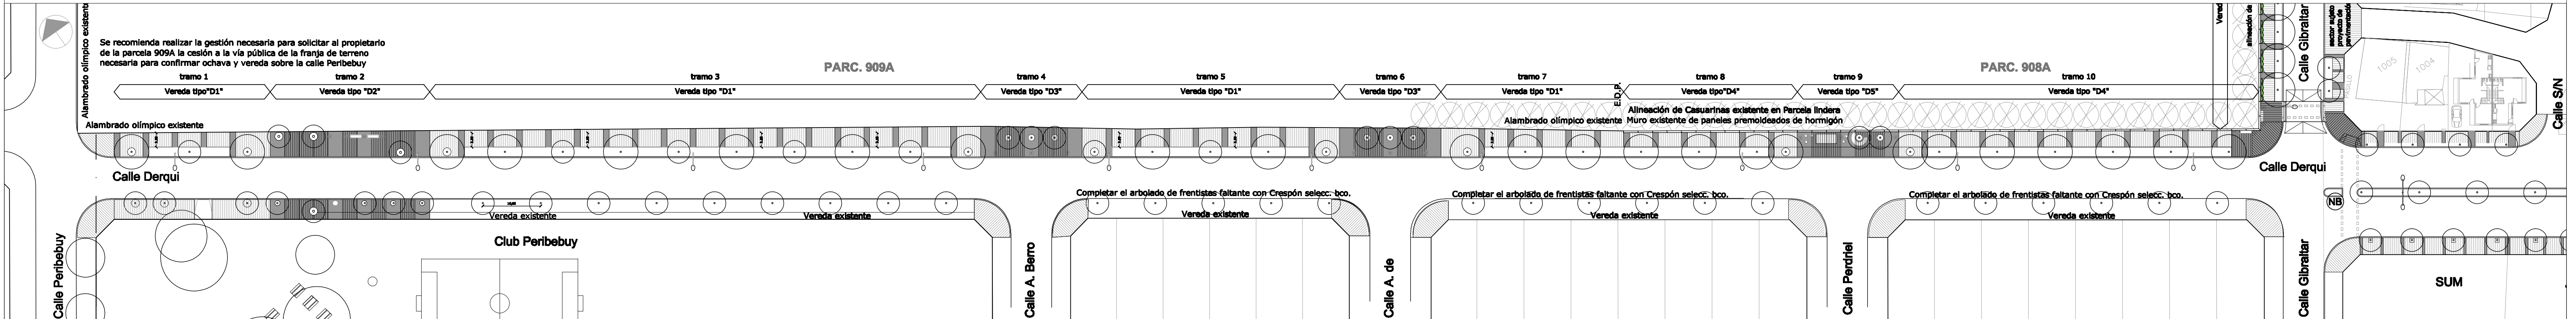 Alambrado olímpico existente
Se recomienda realizar la gestión necesaria para solicitar al propietario
de la parcela 909A la cesión a la vía pública de la franja de terreno
necesaria para confirmar ochava y vereda sobre la calle Peribebuy
PARC. 909A
PARC. 908A
tramo 1
tramo 2
tramo 3
tramo 4
tramo 5
tramo 6
tramo 7
tramo 8
tramo 9
tramo 10
Vereda tipo"D1"
Vereda tipo "D2"
Vereda tipo "D1"
Vereda tipo "D3"
Vereda tipo "D1"
Vereda tipo "D3"
Vereda tipo "D1"
Vereda tipo"D4"
Vereda tipo "D5"
Vereda tipo "D4"
E.D.P.
Alineación de Casuarinas existente en Parcela lindera
Alambrado olímpico existente
Muro existente de paneles premoldeados de hormigón
Alambrado olímpico existente
Vered
alineación de
Calle Gibraltar
sector sujeto
proyecto de
pavimentació
1005
1004
Calle S/N
Calle Derqui
Calle Derqui
Completar el arbolado de frentistas faltante con Crespón selecc. bco.
Completar el arbolado de frentistas faltante con Crespón selecc. bco.
Completar el arbolado de frentistas faltante con Crespón selecc. bco.
Vereda existente
Vereda existente
Vereda existente
Vereda existente
Vereda existente
NB
Club Peribebuy
Calle Peribebuy
Calle A. Berro
Calle A. de
Calle Perdriel
Calle Gibraltar
SUM